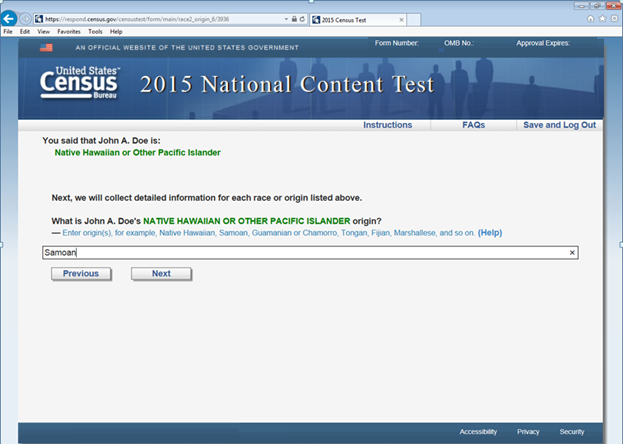 https://respond.census.gov/censustest/form/main/race2_origin_6/3936
2015 Census Test
File Edit View Favorites Tools Help
AN OFFICIAL WEBSITE OF THE UNITED STATES GOVERNMENT
Form Number: OMB No.: Approval Expires:
United States™
Census
Bureau
2015 National Content Test
Instructions FAQs Save and Log Out
You said that John A. Doe is:
Native Hawaiian or Other Pacific Islander
Next, we will collect detailed information for each race or origin listed above.
What is John A. Doe's NATIVE HAWAIIAN OR OTHER PACIFIC ISLANDER origin?
— Enter origin(s), for example, Native Hawaiian, Samoan, Guamanian or Chamorro, Tongan, Fijian, Marshallese, and so on. (Help)
Samoan
Previous Next
Accessibility Privacy Security